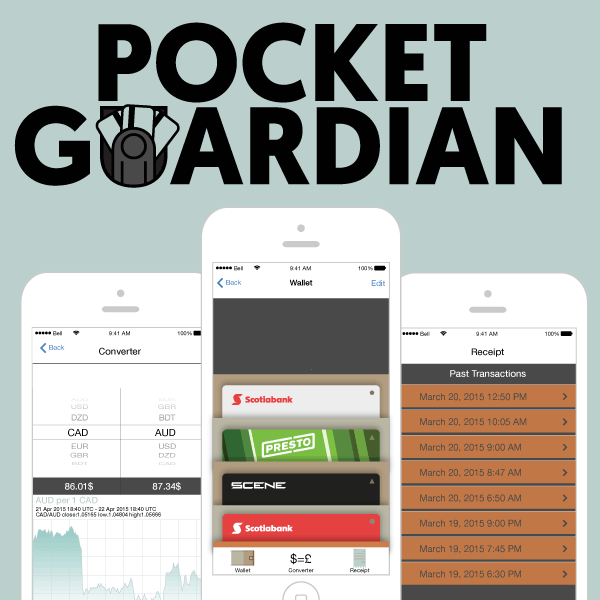 POCKET
GUARDIAN
Bell 9:41 AM 100%
Back Converter
AUD GBR
USD GBR
DZD BDT
CAD AUD
EUR USD
GBR DZD
BDT CAD
86.01$ 87.34$
AUD per 1 CAD
21 Apr 2015 18:40 UTC - 22 Apr 2015 18:40 UTC
CAD/AUD close:1.05165 low:1.04804 high:1.05666
Bell 9:41 AM 100%
Back Wallet Edit
Scotiabank
PRESTO
SCENE
Scotiabank
$=£
Wallet Converter Receipt
Bell 9:41 AM 100%
Receipt
Past Transactions
March 20, 2015 12:50 PM
March 20, 2015 10:05 AM
March 20, 2015 9:00 AM
March 20, 2015 8:47 AM
March 20, 2015 6:50 AM
March 19, 2015 9:00 PM
March 19, 2015 7:45 PM
March 19, 2015 6:30 PM